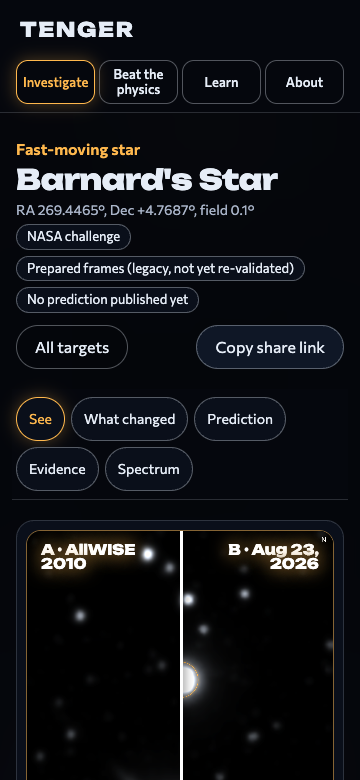 TENGER
Investigate
Beat the
physics
Learn
About
Fast-moving star
Barnard's Star
RA 269.4465°, Dec +4.7687°, field 0.1°
NASA challenge
Prepared frames (legacy, not yet re-validated)
No prediction published yet
All targets
Copy share link
See
What changed
Prediction
Evidence
Spectrum
A · AllWISE
2010
B · Aug 23,
2026
N